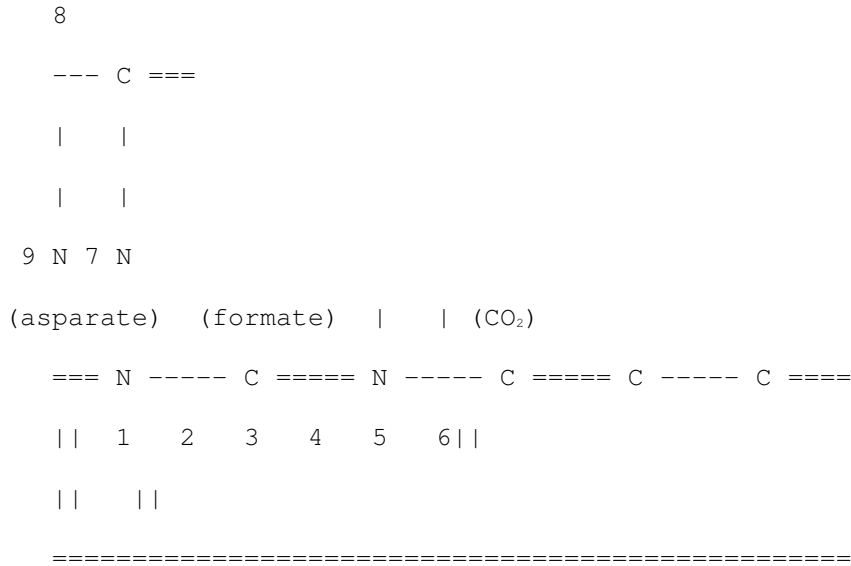 8
--- C ===
| |
| |
9 N 7 N
(asparate) (formate) | | (CO₂)
=== N ----- C ===== N ----- C ===== C ----- C ====
|| 1 2 3 4 5 6||
|| ||
==================================================